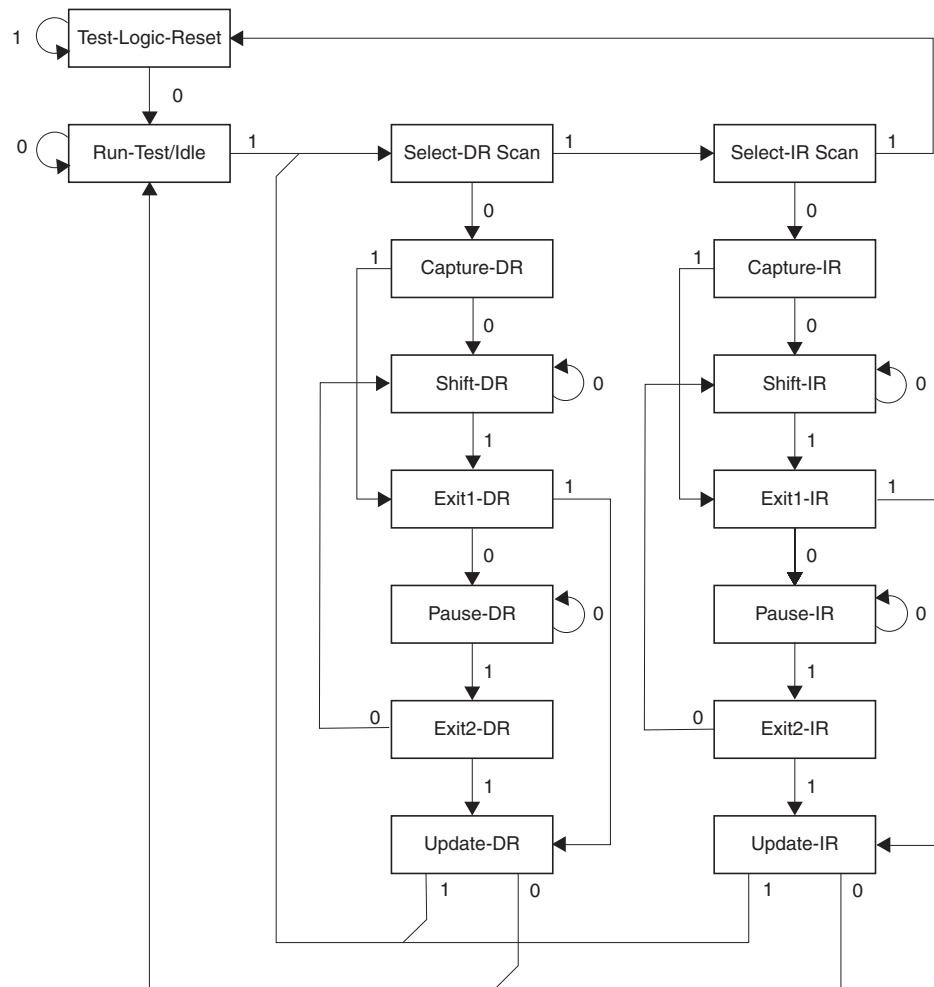 Test-Logic-Reset
1
0
Run-Test/Idle
0
1
Select-DR Scan
1
Select-IR Scan
1
0
0
1
Capture-DR
1
Capture-IR
0
0
Shift-DR
0
Shift-IR
0
1
1
Exit1-DR
1
Exit1-IR
1
0
0
Pause-DR
0
Pause-IR
0
1
1
0
Exit2-DR
0
Exit2-IR
1
1
Update-DR
Update-IR
1
0
1
0